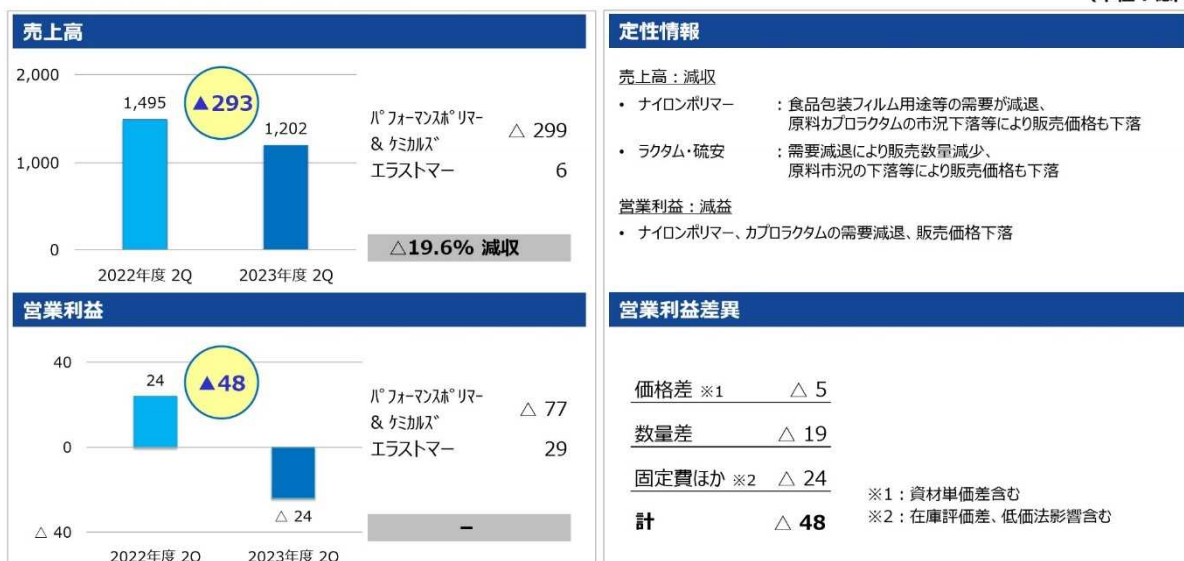 売上高
2,000
1,495
▲293
1,202
1,000
0
2022年度 2Q
2023年度 2Q
パフォーマンスポリマー
& ケミカルズ
△ 299
エラストマー
6
△19.6% 減収
定性情報
売上高：減収
• ナイロンポリマー ：食品包装フィルム用途等の需要が減退、
原料カプロラクタムの市況下落等により販売価格も下落
• ラクタム・硫安 ：需要減退により販売数量減少、
原料市況の下落等により販売価格も下落
営業利益：減益
• ナイロンポリマー、カプロラクタムの需要減退、販売価格下落
営業利益
40
24
▲48
0
△ 24
△ 40
2022年度 2Q
2023年度 2Q
パフォーマンスポリマー
& ケミカルズ
△ 77
エラストマー
29
–
営業利益差異
価格差 ※1 △ 5
数量差 △ 19
固定費ほか ※2 △ 24
計 △ 48
※1：資材単価差含む
※2：在庫評価差、低価法影響含む